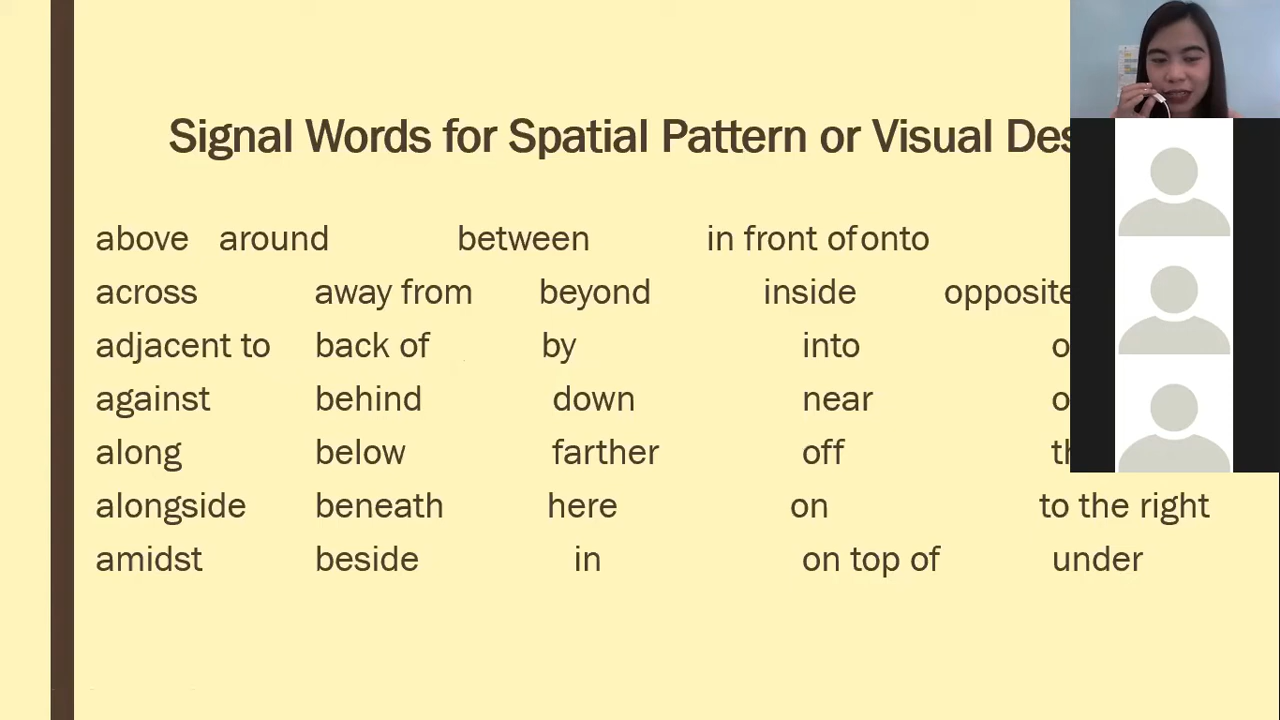 Signal Words for Spatial Pattern or Visual
above around between in front of onto
across away from beyond inside opposite
adjacent to back of by into
against behind down near
along below farther off
alongside beneath here on to the right
amidst beside in on top of under